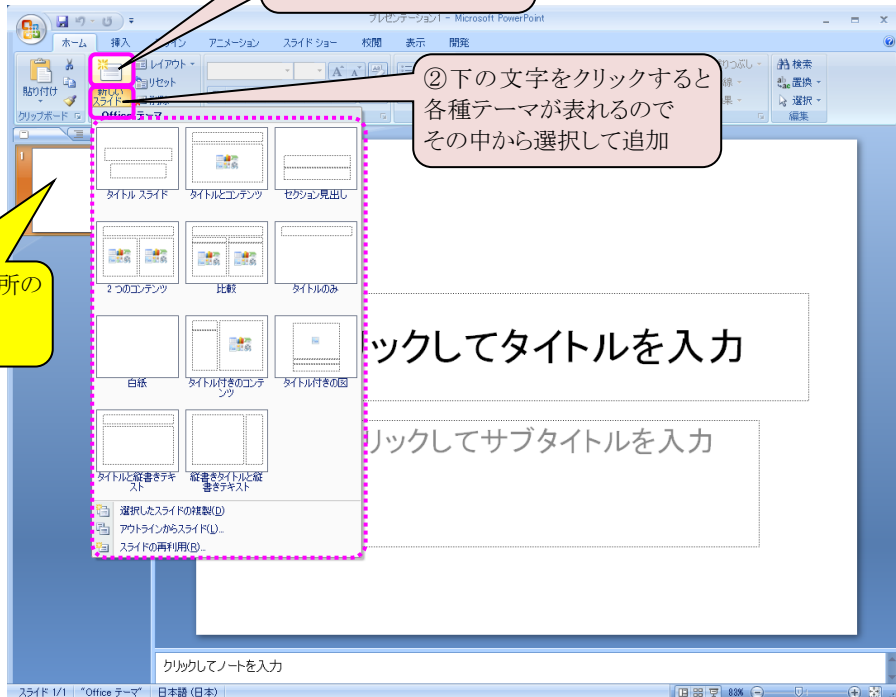 プレゼンテーション1 - Microsoft PowerPoint
ホーム 挿入 アニメーション スライド ショー 校閲 表示 開発
貼り付け
新しい
スライド
レイアウト
リセット
クリップボード
検索
置換
選択
編集
②下の文字をクリックすると
各種テーマが表れるので
その中から選択して追加
Office テーマ
タイトル スライド タイトルとコンテンツ セクション見出し
2 つのコンテンツ 比較 タイトルのみ
白紙 タイトル付きのコンテ
ンツ タイトル付きの図
タイトルと縦書きテキ
スト 縦書きタイトルと縦
書きテキスト
選択したスライドの複製(D)
アウトラインからスライド(L)...
スライドの再利用(R)...
1
所の
ックしてタイトルを入力
リックしてサブタイトルを入力
クリックしてノートを入力
スライド 1/1 "Office テーマ" 日本語 (日本) 83%